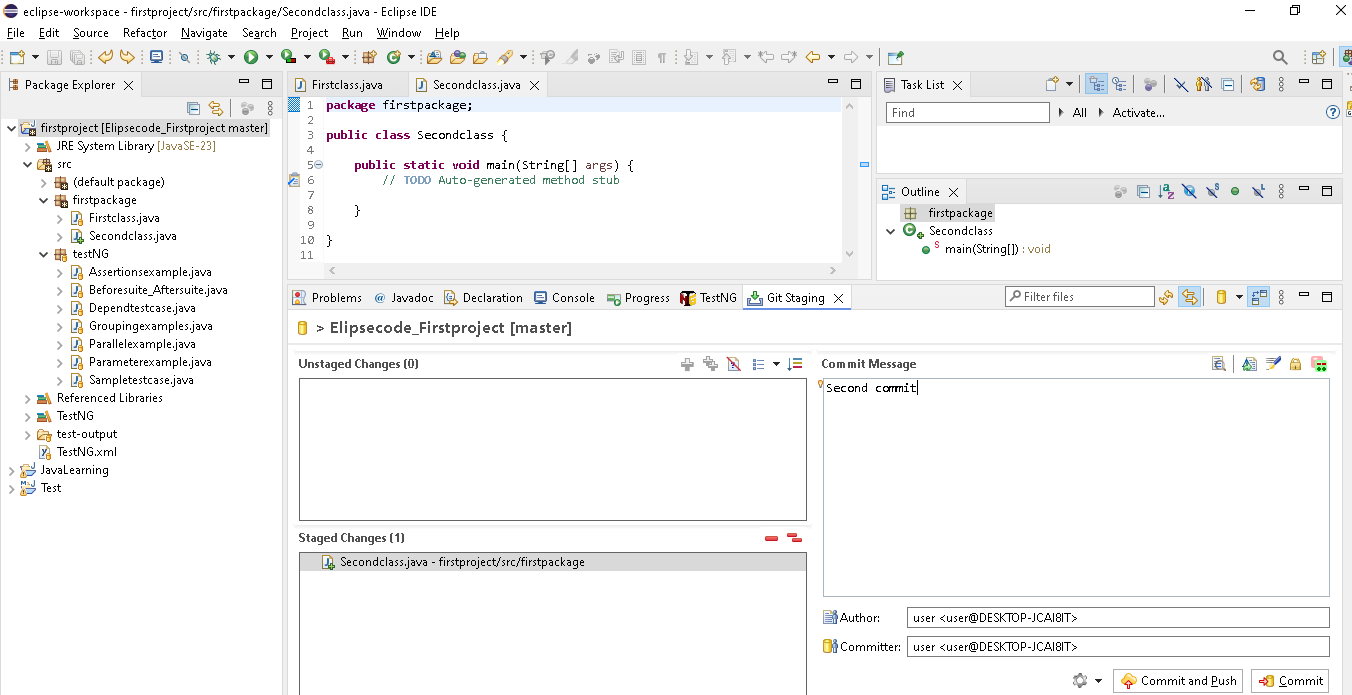 eclipse-workspace - firstproject/src/firstpackage/Secondclass.java - Eclipse IDE
File Edit Source Refactor Navigate Search Project Run Window Help
Package Explorer
firstproject [Elipsecode_Firstproject master]
JRE System Library [JavaSE-23]
src
(default package)
firstpackage
Firstclass.java
Secondclass.java
testNG
Assertionsexample.java
Beforesuite_Aftersuite.java
Dependtestcase.java
Groupingexamples.java
Parallelexample.java
Parameterexample.java
Sampletestcase.java
Referenced Libraries
TestNG
test-output
TestNG.xml
JavaLearning
Test
Firstclass.java Secondclass.java
1 package firstpackage;
2
3 public class Secondclass {
4
5 public static void main(String[] args) {
6 // TODO Auto-generated method stub
7
8 }
9
10 }
11
Task List
Find All Activate...
Outline
firstpackage
Secondclass
main(String[]) : void
Problems Javadoc Declaration Console Progress TestNG Git Staging
Filter files
> Elipsecode_Firstproject [master]
Unstaged Changes (0)
Staged Changes (1)
Secondclass.java - firstproject/src/firstpackage
Commit Message
Second commit
Author: user <user@DESKTOP-JCAI8IT>
Committer: user <user@DESKTOP-JCAI8IT>
Commit and Push Commit